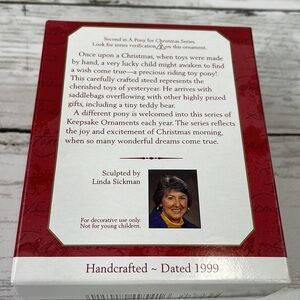 Second in A Pony for Christmas Series.
Look for series verification on this ornament.
Once upon a Christmas, when toys were made
by hand, a very lucky child might awaken to find
a wish come true—a precious riding toy pony!
This carefully crafted steed represents the
cherished toys of yesteryear. He arrives with
saddlebags overflowing with other highly prized
gifts, including a tiny teddy bear.
A different pony is welcomed into this series of
Keepsake Ornaments each year. The series reflects
the joy and excitement of Christmas morning,
when so many wonderful dreams come true.
Sculpted by
Linda Sickman
For decorative use only.
Not for young children.
Handcrafted ~ Dated 1999